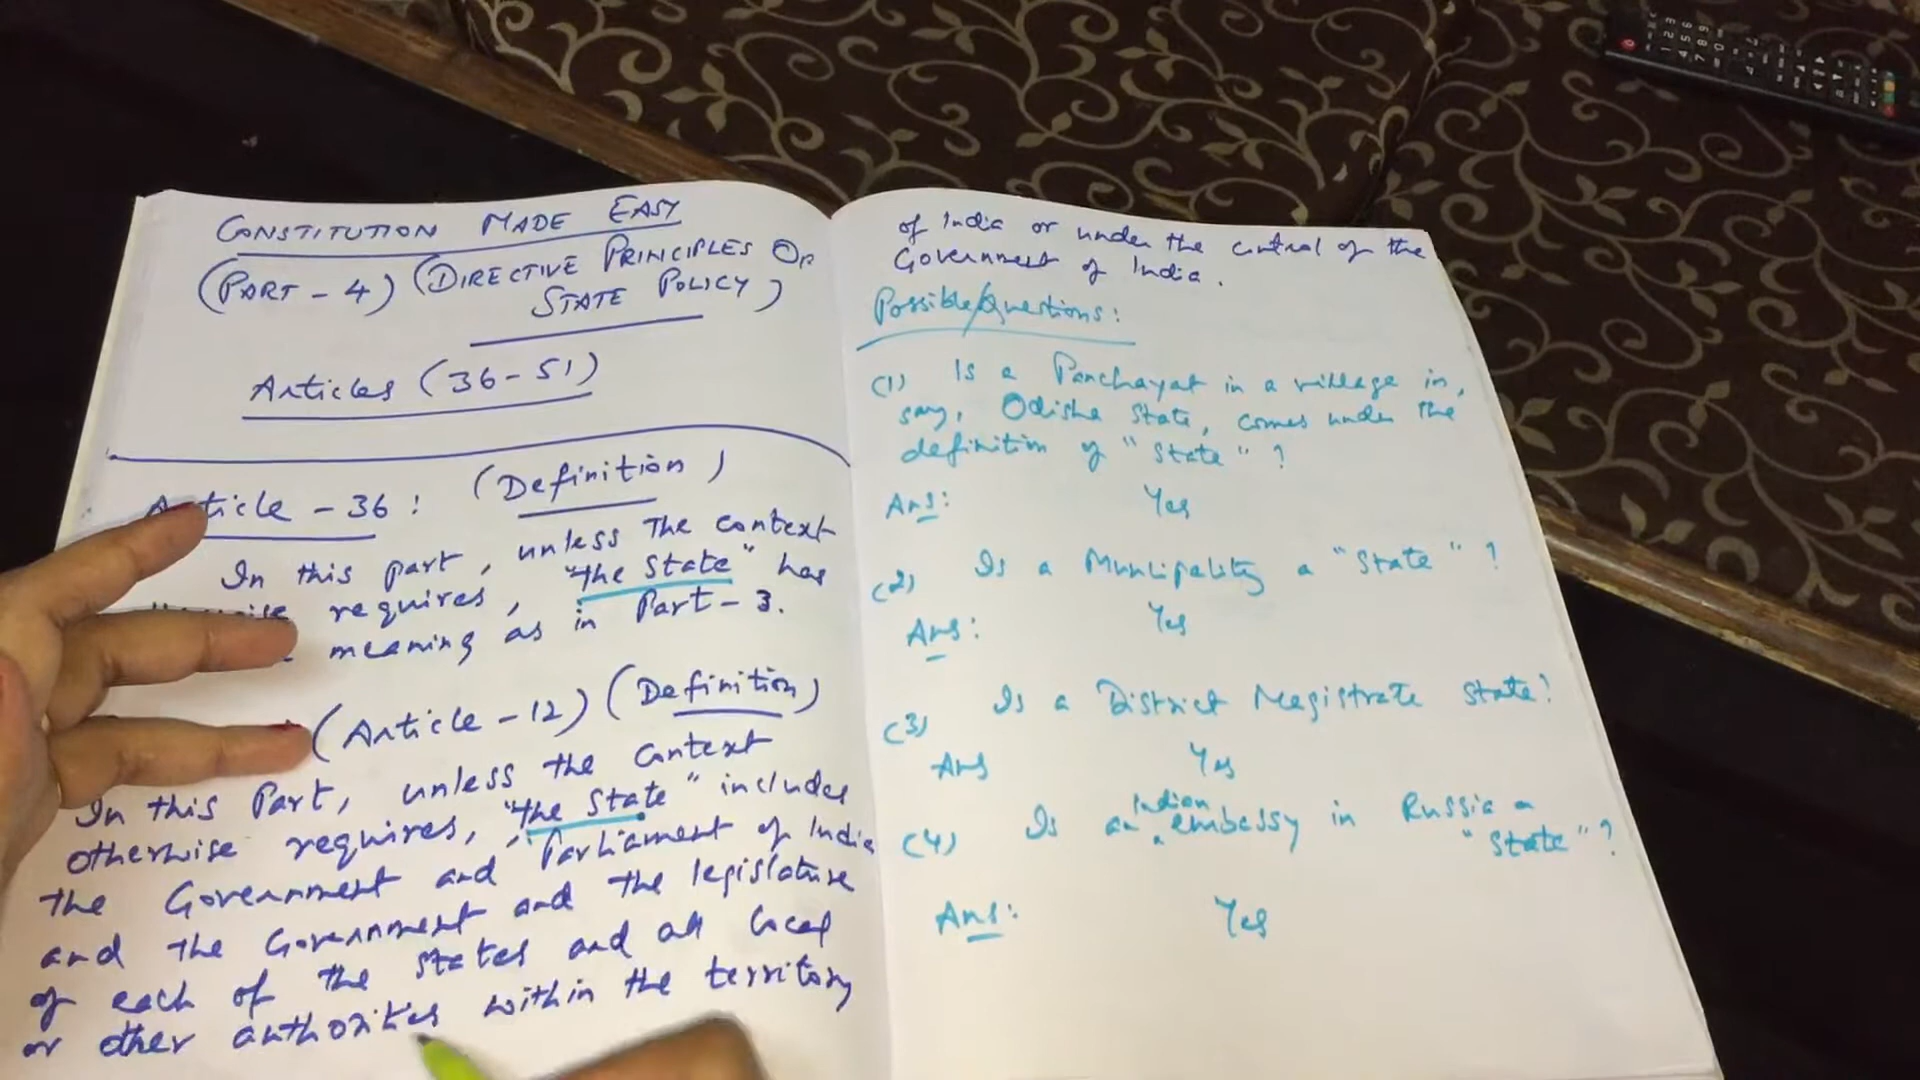 CONSTITUTION MADE EASY
(PART-4) (DIRECTIVE PRINCIPLES OF
STATE POLICY)
Articles (36-51)
Article - 36: (Definition)
In this part, unless the context
requires, "the State" has
meaning as in Part-3.
(Article-12) (Definition)
In this Part, unless the context
otherwise requires, "the State" includes
the Government and Parliament of India
and the Government and the legislature
of each of the states and all local
or other authorities within the territory
of India or under the control of the
Government of India.
Possible/Questions:
(1) Is a Panchayat in a village in,
say, Odisha State, comes under the
definition of "State"?
Ans: Yes
(2) Is a Municipality a "State"?
Ans: Yes
(3) Is a District Magistrate State?
Ans Yes
(4) Is an Indian embassy in Russia a
"State"?
Ans: Yes